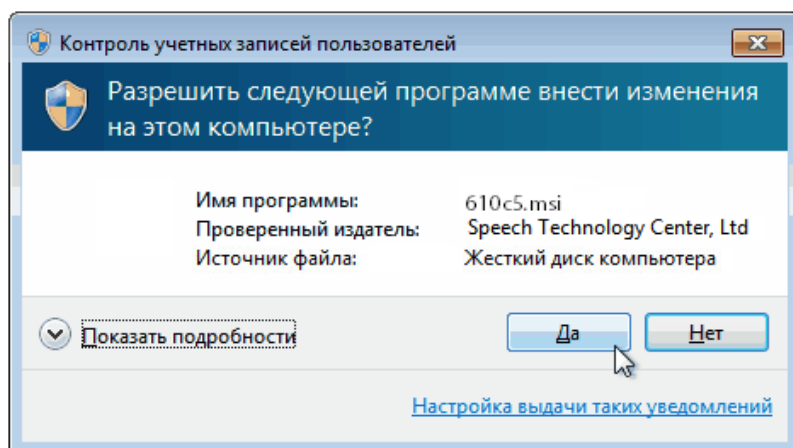 Контроль учетных записей пользователей
Разрешить следующей программе внести изменения
на этом компьютере?
Имя программы: 610c5.msi
Проверенный издатель: Speech Technology Center, Ltd
Источник файла: Жесткий диск компьютера
Показать подробности Да Нет
Настройка выдачи таких уведомлений